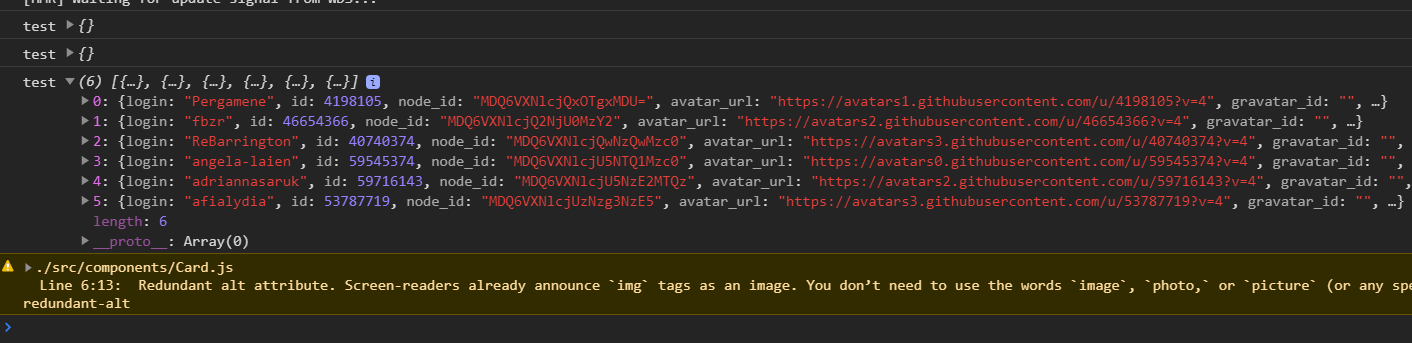 [HMR] Waiting for update signal from WDS...
test ▶{}
test ▶{}
test ▼(6) [{…}, {…}, {…}, {…}, {…}, {…}] i
▶0: {login: "Pergamene", id: 4198105, node_id: "MDQ6VXNlcjQxOTgxMDU=", avatar_url: "https://avatars1.githubusercontent.com/u/4198105?v=4", gravatar_id: "", …}
▶1: {login: "fbzr", id: 46654366, node_id: "MDQ6VXNlcjQ2NjU0MzY2", avatar_url: "https://avatars2.githubusercontent.com/u/46654366?v=4", gravatar_id: "", …}
▶2: {login: "ReBarrington", id: 40740374, node_id: "MDQ6VXNlcjQwNzQwMzc0", avatar_url: "https://avatars3.githubusercontent.com/u/40740374?v=4", gravatar_id: "",
▶3: {login: "angela-laien", id: 59545374, node_id: "MDQ6VXNlcjU5NTQ1Mzc0", avatar_url: "https://avatars0.githubusercontent.com/u/59545374?v=4", gravatar_id: "",
▶4: {login: "adriannasaruk", id: 59716143, node_id: "MDQ6VXNlcjU5NzE2MTQz", avatar_url: "https://avatars2.githubusercontent.com/u/59716143?v=4", gravatar_id: "",
▶5: {login: "afialydia", id: 53787719, node_id: "MDQ6VXNlcjUzNzg3NzE5", avatar_url: "https://avatars3.githubusercontent.com/u/53787719?v=4", gravatar_id: "", …}
length: 6
▶__proto__: Array(0)
▶./src/components/Card.js
Line 6:13: Redundant alt attribute. Screen-readers already announce `img` tags as an image. You don’t need to use the words `image`, `photo,` or `picture` (or any spe
redundant-alt